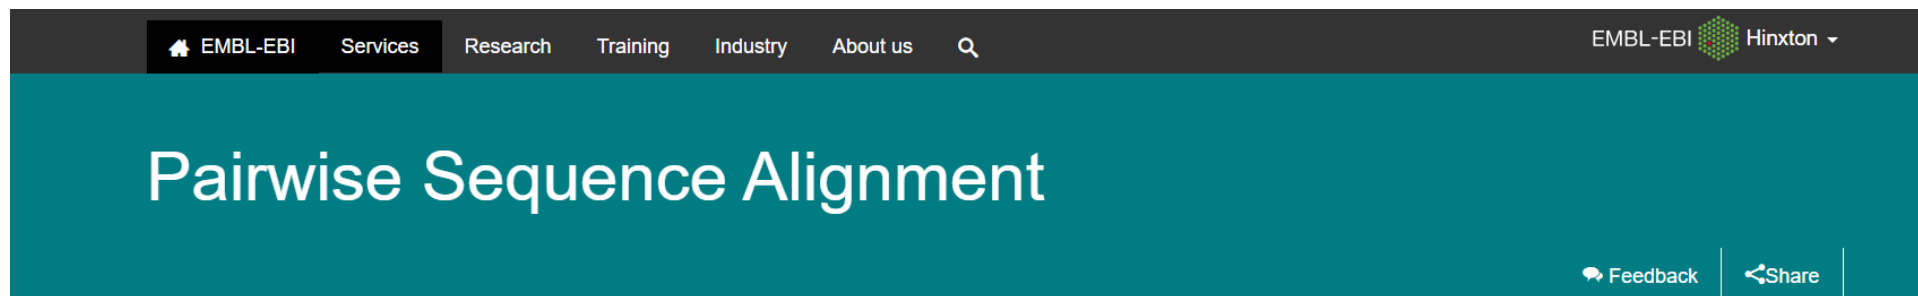 EMBL-EBI Services Research Training Industry About us EMBL-EBI Hinxton
Pairwise Sequence Alignment
Feedback Share